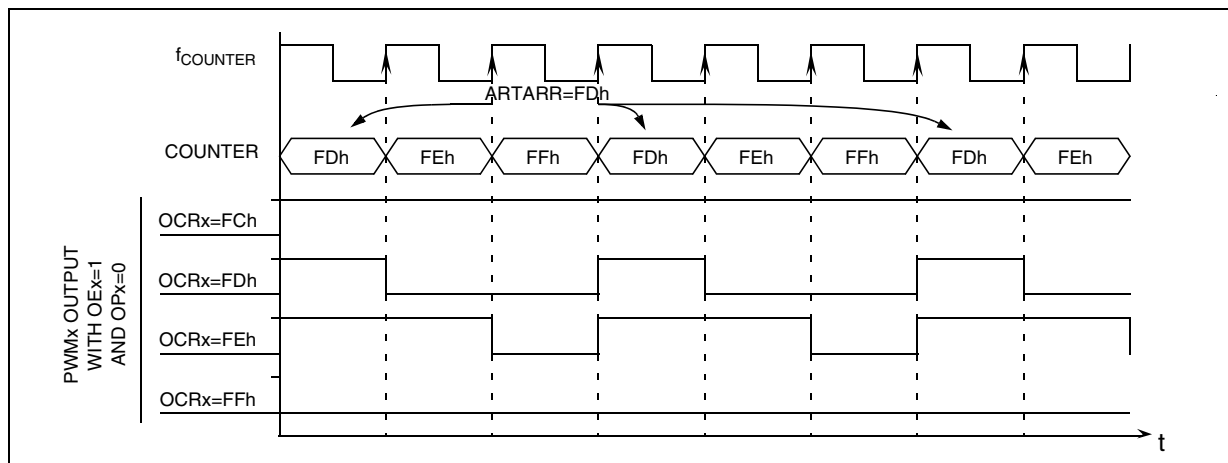 fCOUNTER
ARTARR=FDh
COUNTER
FDh FEh FFh FDh FEh FFh FDh FEh
PWMx OUTPUT
WITH OEx=1
AND OPx=0
OCRx=FCh
OCRx=FDh
OCRx=FEh
OCRx=FFh
t